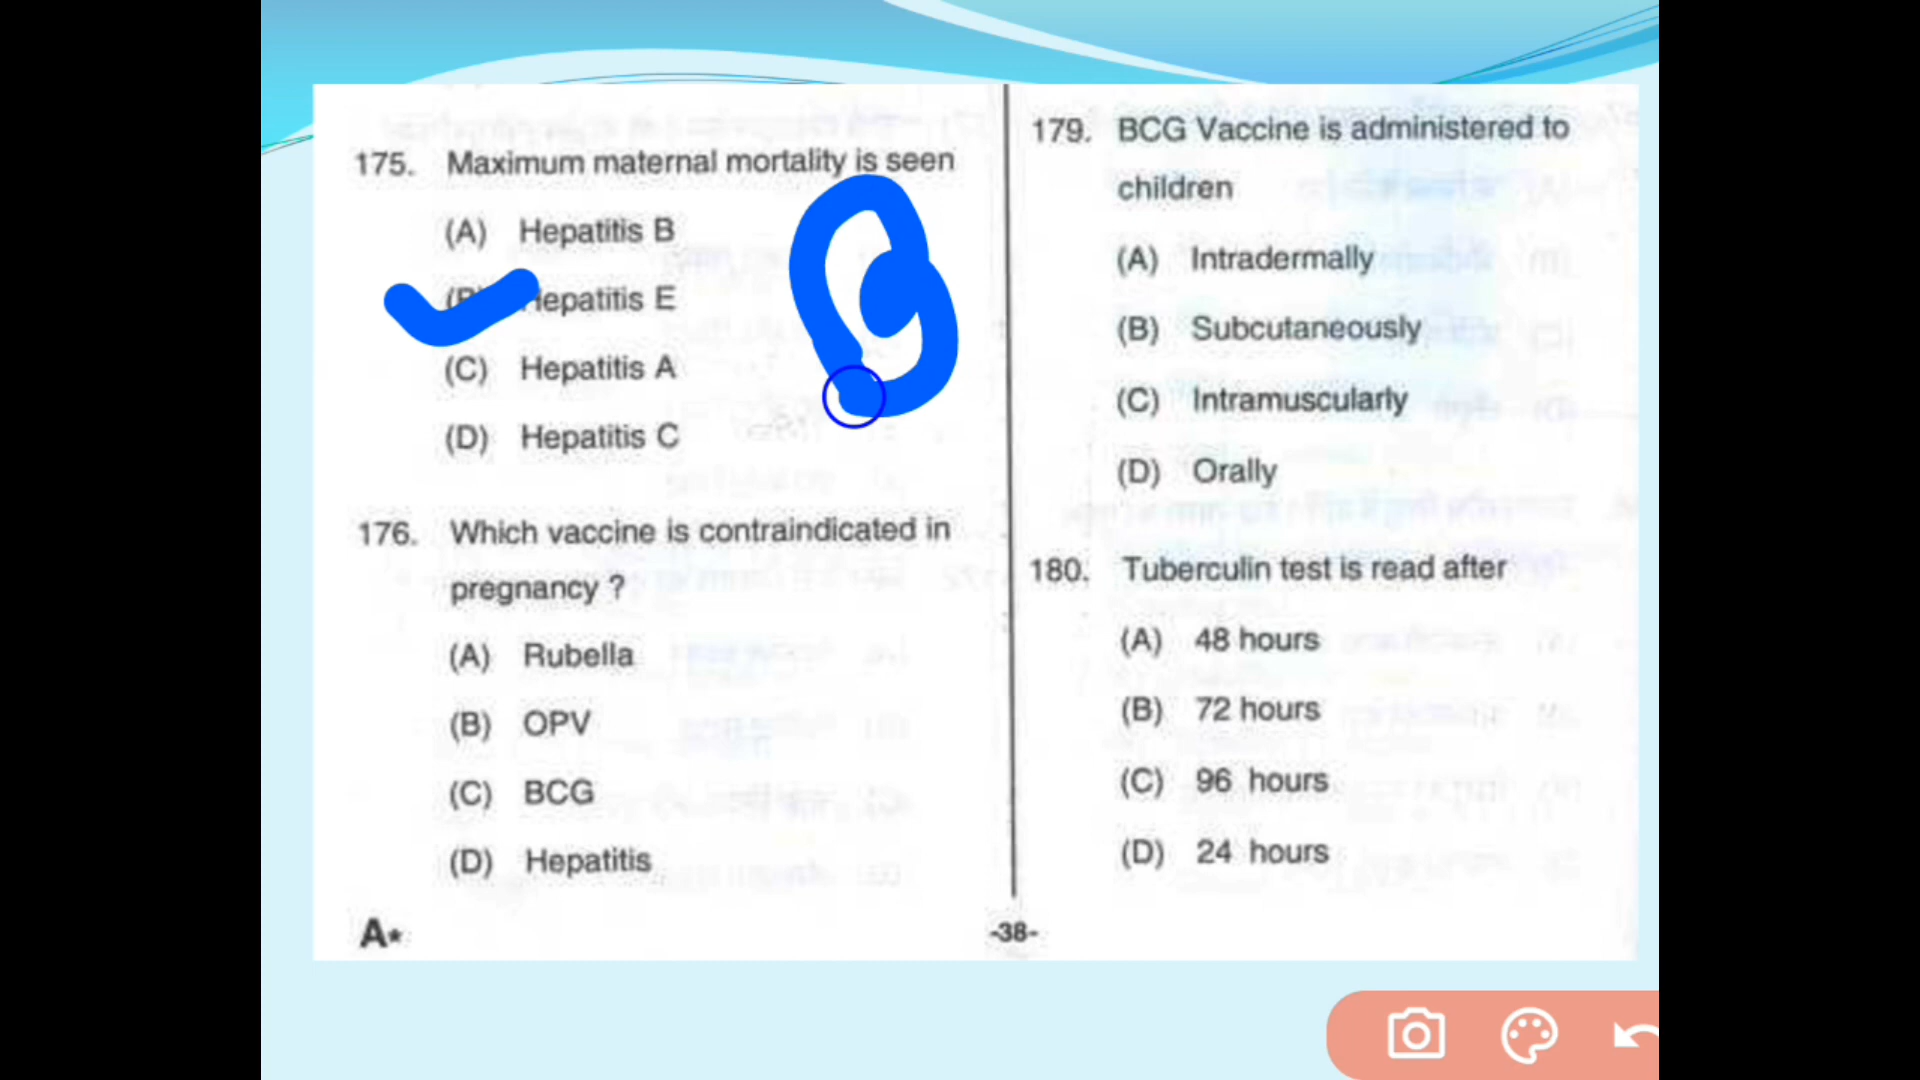 175. Maximum maternal mortality is seen
(A) Hepatitis B
Hepatitis E
(C) Hepatitis A
(D) Hepatitis C
176. Which vaccine is contraindicated in
pregnancy ?
(A) Rubella
(B) OPV
(C) BCG
(D) Hepatitis
A*
179. BCG Vaccine is administered to
children
(A) Intradermally
(B) Subcutaneously
(C) Intramuscularly
(D) Orally
180. Tuberculin test is read after
(A) 48 hours
(B) 72 hours
(C) 96 hours
(D) 24 hours
-38-